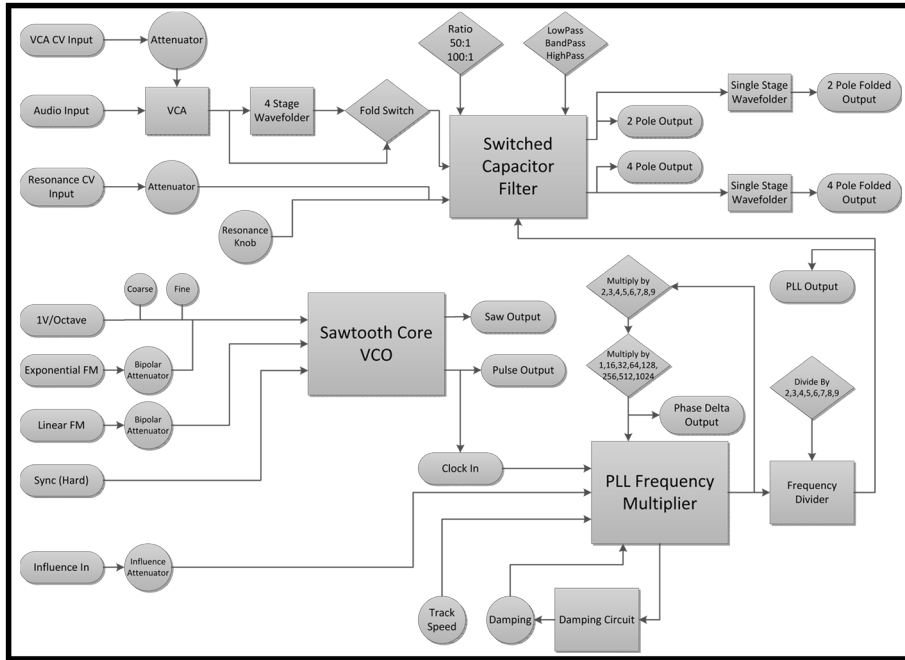 VCA CV Input
Attenuator
Ratio
50:1
100:1
LowPass
BandPass
HighPass
Audio Input
VCA
4 Stage
Wavefolder
Fold Switch
Single Stage
Wavefolder
2 Pole Folded
Output
2 Pole Output
Switched
Capacitor
Filter
4 Pole Output
Resonance CV
Input
Attenuator
Single Stage
Wavefolder
4 Pole Folded
Output
Resonance
Knob
PLL Output
Coarse
Fine
1V/Octave
Sawtooth Core
VCO
Saw Output
Multiply by
2,3,4,5,6,7,8,9
Exponential FM
Bipolar
Attenuator
Pulse Output
Multiply by
1,16,32,64,128,
256,512,1024
Divide By
2,3,4,5,6,7,8,9
Linear FM
Bipolar
Attenuator
Phase Delta
Output
Sync (Hard)
Clock In
PLL Frequency
Multiplier
Frequency
Divider
Influence In
Influence
Attenuator
Track
Speed
Damping
Damping Circuit